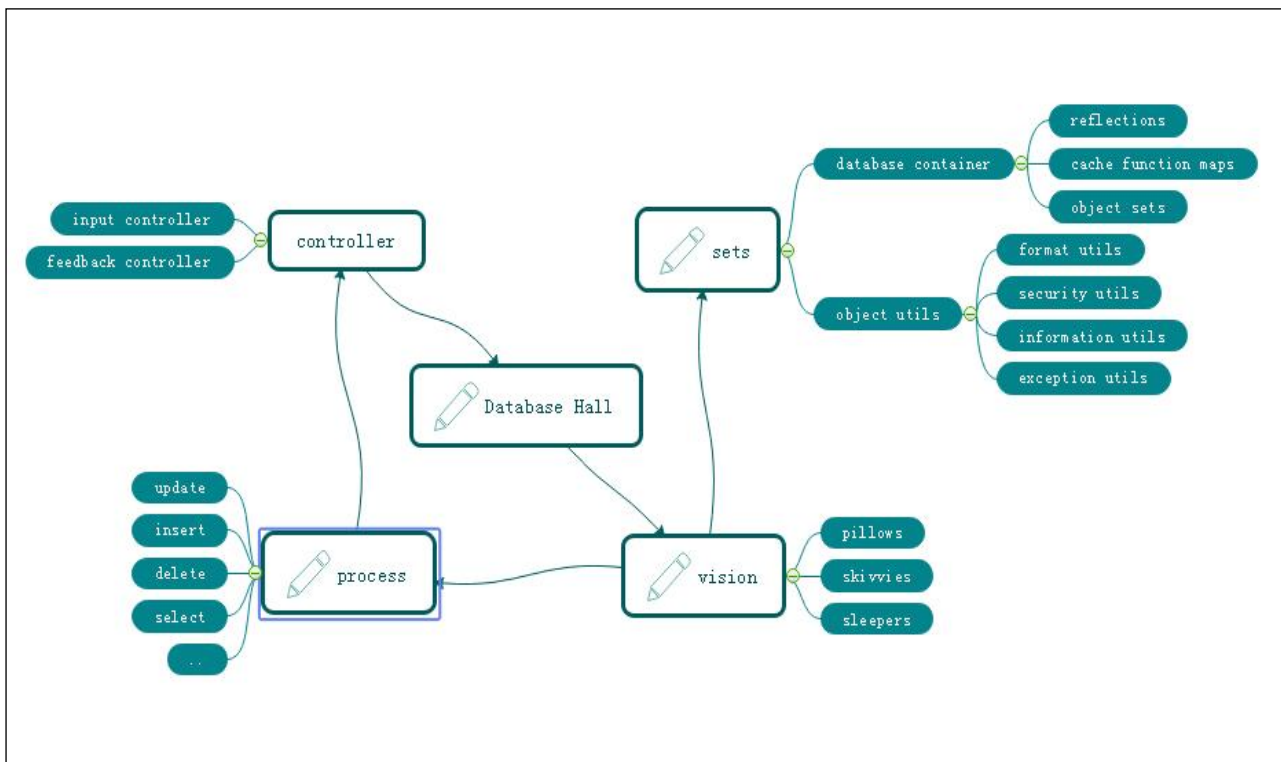 reflections
database container
cache function maps
object sets
input controller
controller
feedback controller
sets
format utils
security utils
object utils
information utils
exception utils
Database Hall
update
insert
delete
select
..
process
vision
pillows
skivvies
sleepers